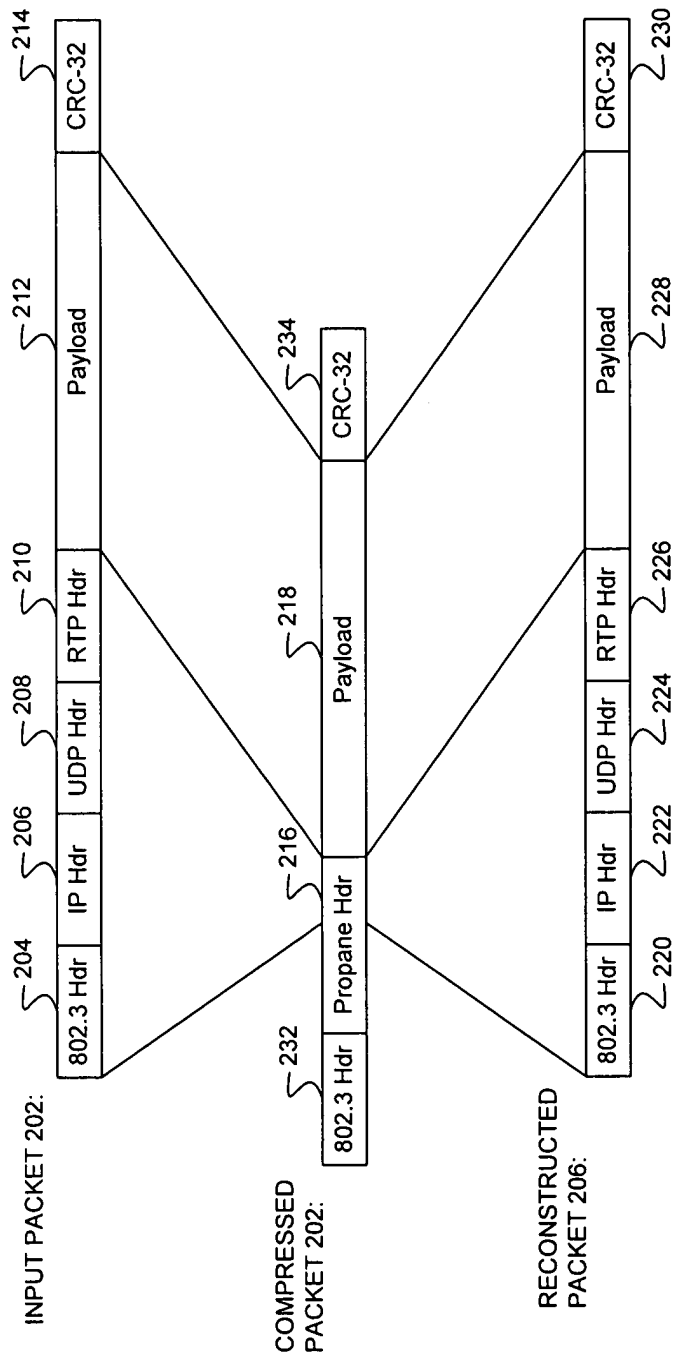 INPUT PACKET 202:
204 206 208 210 212 214
802.3 Hdr IP Hdr UDP Hdr RTP Hdr Payload CRC-32
COMPRESSED
PACKET 202:
232 216 218 234
802.3 Hdr Propane Hdr Payload CRC-32
RECONSTRUCTED
PACKET 206:
802.3 Hdr IP Hdr UDP Hdr RTP Hdr Payload CRC-32
220 222 224 226 228 230